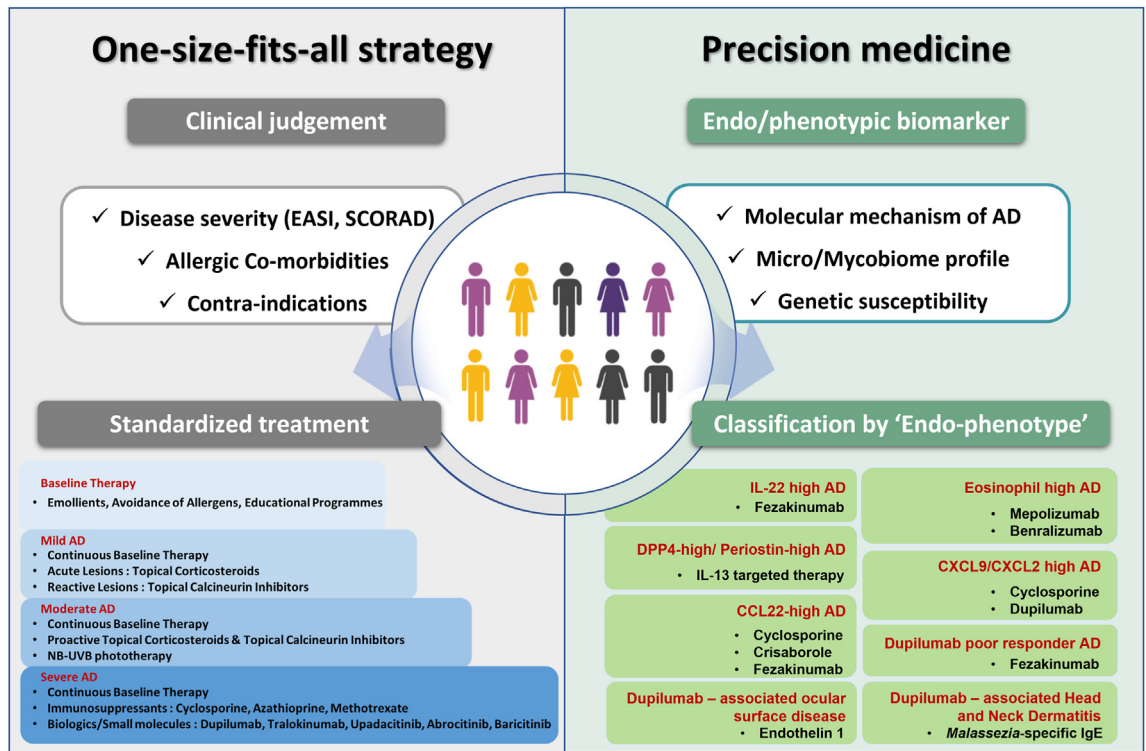 One-size-fits-all strategy
Clinical judgement
✓ Disease severity (EASI, SCORAD)
✓ Allergic Co-morbidities
✓ Contra-indications
Standardized treatment
Baseline Therapy
• Emollients, Avoidance of Allergens, Educational Programmes
Mild AD
• Continuous Baseline Therapy
• Acute Lesions : Topical Corticosteroids
• Reactive Lesions : Topical Calcineurin Inhibitors
Moderate AD
• Continuous Baseline Therapy
• Proactive Topical Corticosteroids & Topical Calcineurin Inhibitors
• NB-UVB phototherapy
Severe AD
• Continuous Baseline Therapy
• Immunosuppressants : Cyclosporine, Azathioprine, Methotrexate
• Biologics/Small molecules : Dupilumab, Tralokinumab, Upadacitinib, Abrocitinib, Baricitinib
Precision medicine
Endo/phenotypic biomarker
✓ Molecular mechanism of AD
✓ Micro/Mycobiome profile
✓ Genetic susceptibility
Classification by ‘Endo-phenotype’
IL-22 high AD
• Fezakinumab
DPP4-high/ Periostin-high AD
• IL-13 targeted therapy
CCL22-high AD
• Cyclosporine
• Crisaborole
• Fezakinumab
Dupilumab – associated ocular
surface disease
• Endothelin 1
Eosinophil high AD
• Mepolizumab
• Benralizumab
CXCL9/CXCL2 high AD
• Cyclosporine
• Dupilumab
Dupilumab poor responder AD
• Fezakinumab
Dupilumab – associated Head
and Neck Dermatitis
• Malassezia-specific IgE